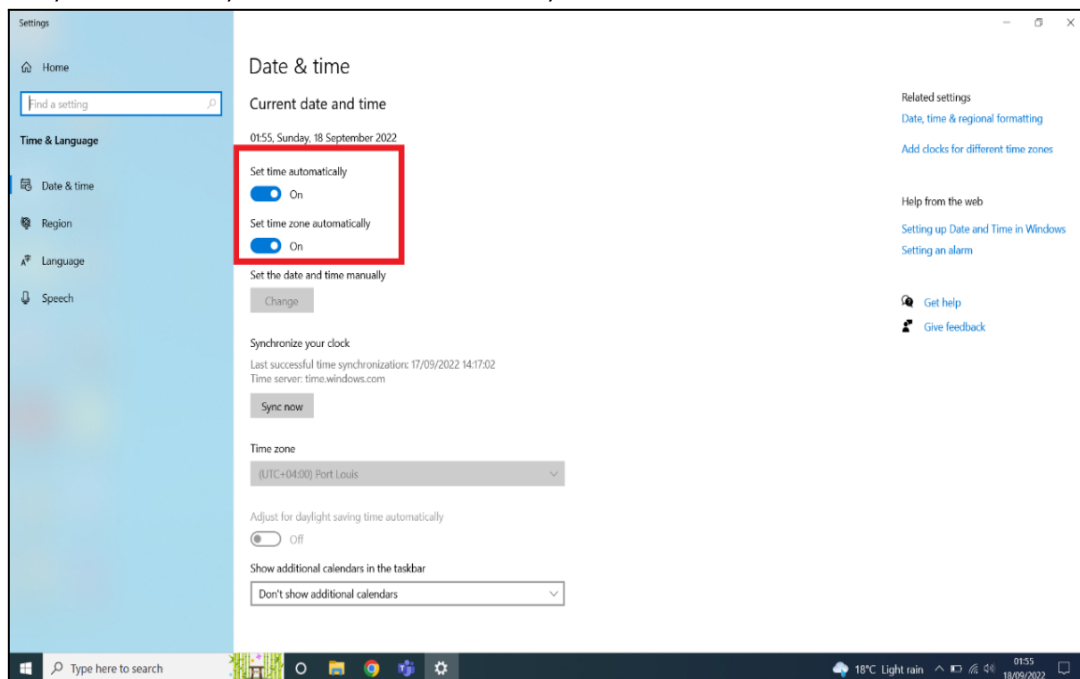 Settings
Home
Find a setting
Time & Language
Date & time
Region
Language
Speech
Date & time
Current date and time
01:55, Sunday, 18 September 2022
Set time automatically
On
Set time zone automatically
On
Set the date and time manually
Change
Synchronize your clock
Last successful time synchronization: 17/09/2022 14:17:02
Time server: time.windows.com
Sync now
Time zone
(UTC+04:00) Port Louis
Adjust for daylight saving time automatically
Off
Show additional calendars in the taskbar
Don't show additional calendars
Related settings
Date, time & regional formatting
Add clocks for different time zones
Help from the web
Setting up Date and Time in Windows
Setting an alarm
Get help
Give feedback
Type here to search
18°C Light rain
01:55
18/09/2022